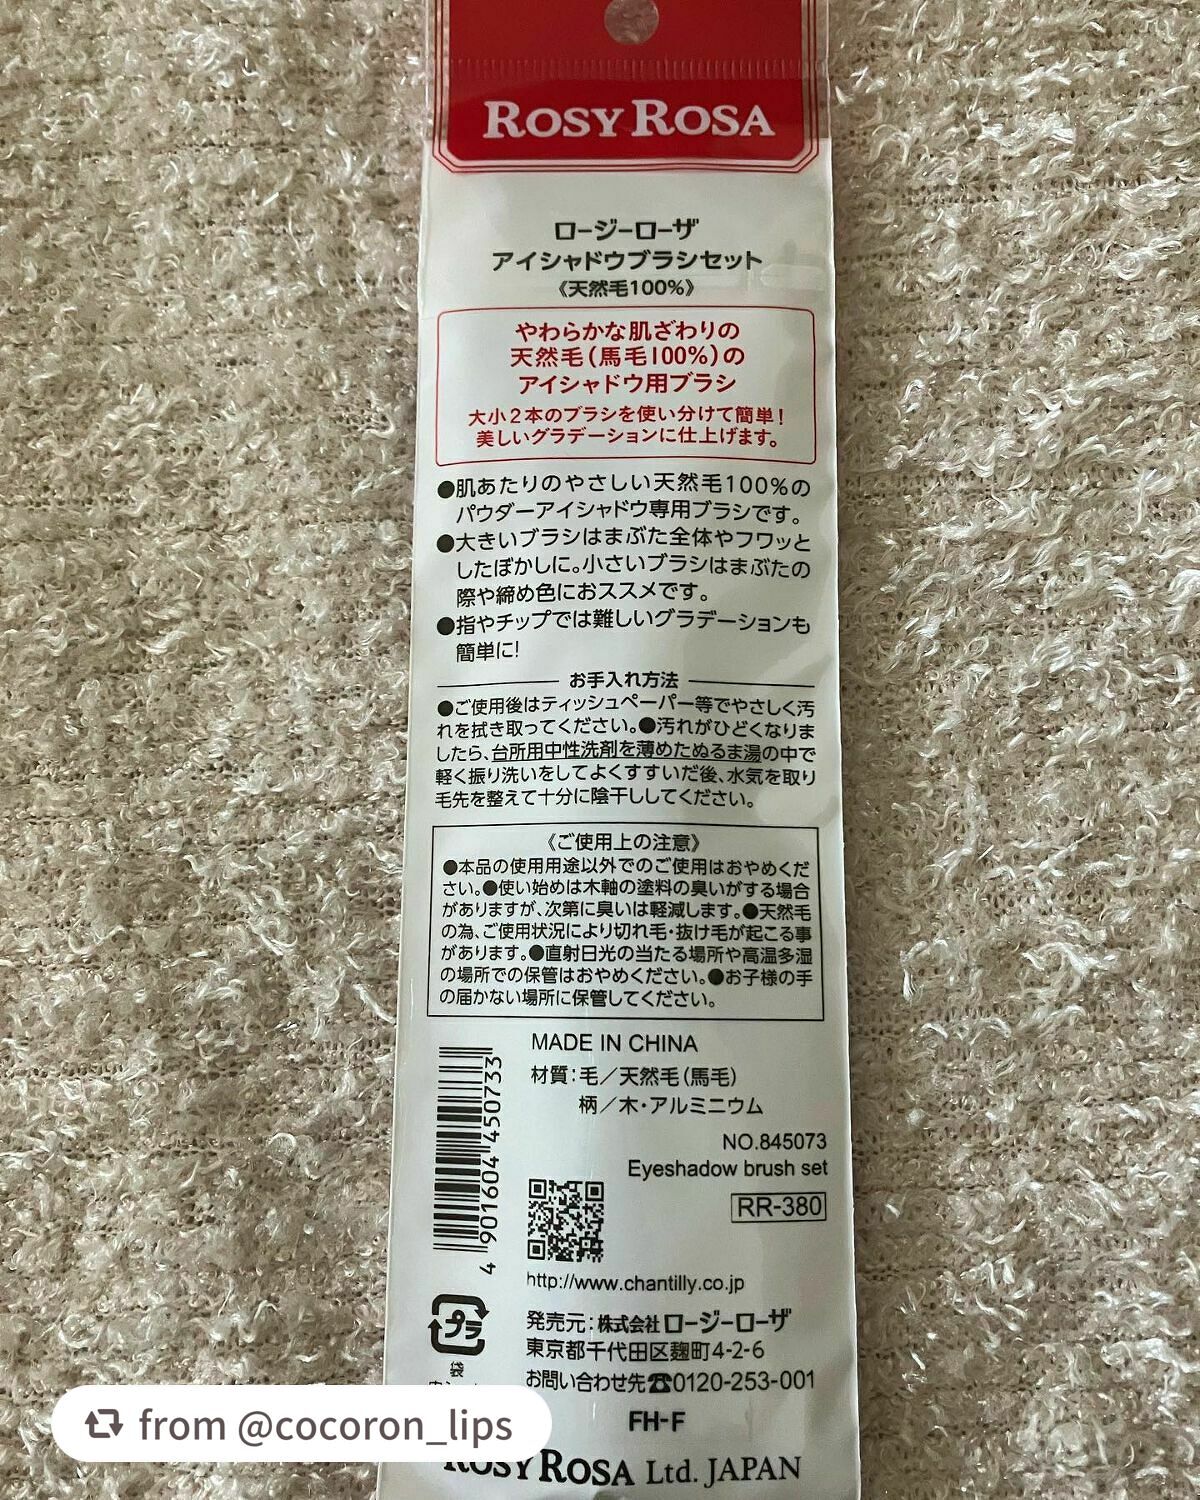 ROSY ROSA
ロージーローザ
アイシャドウブラシセット
《天然毛100%》
やわらかな肌ざわりの
天然毛(馬毛100%)の
アイシャドウ用ブラシ
大小2本のブラシを使い分けて簡単!
美しいグラデーションに仕上げます。
●肌あたりのやさしい天然毛100%の
パウダーアイシャドウ専用ブラシです。
●大きいブラシはまぶた全体やフワッと
したぼかしに。小さいブラシはまぶたの
際や締め色におススメです。
●指やチップでは難しいグラデーションも
簡単に!
お手入れ方法
●ご使用後はティッシュペーパー等でやさしく汚
れを拭き取ってください。●汚れがひどくなりま
したら、台所用中性洗剤を薄めたぬるま湯の中で
軽く振り洗いをしてよくすすいだ後、水気を取り
毛先を整えて十分に陰干ししてください。
《ご使用上の注意》
●本品の使用用途以外でのご使用はおやめくだ
さい。●使い始めは木軸の塗料の臭いがする場合
がありますが、次第に臭いは軽減します。●天然毛
の為、ご使用状況により切れ毛・抜け毛が起こる事
があります。●直射日光の当たる場所や高温多湿
の場所での保管はおやめください。●お子様の手
の届かない場所に保管してください。
MADE IN CHINA
材質:毛/天然毛(馬毛)
柄/木・アルミニウム
NO.845073
Eyeshadow brush set
RR-380
4 901604 450733
http://www.chantilly.co.jp
プラ
袋
発売元:株式会社ロージーローザ
東京都千代田区麹町4-2-6
お問い合わせ先☎0120-253-001
FH-F
ROSY ROSA Ltd. JAPAN
from @cocoron_lips